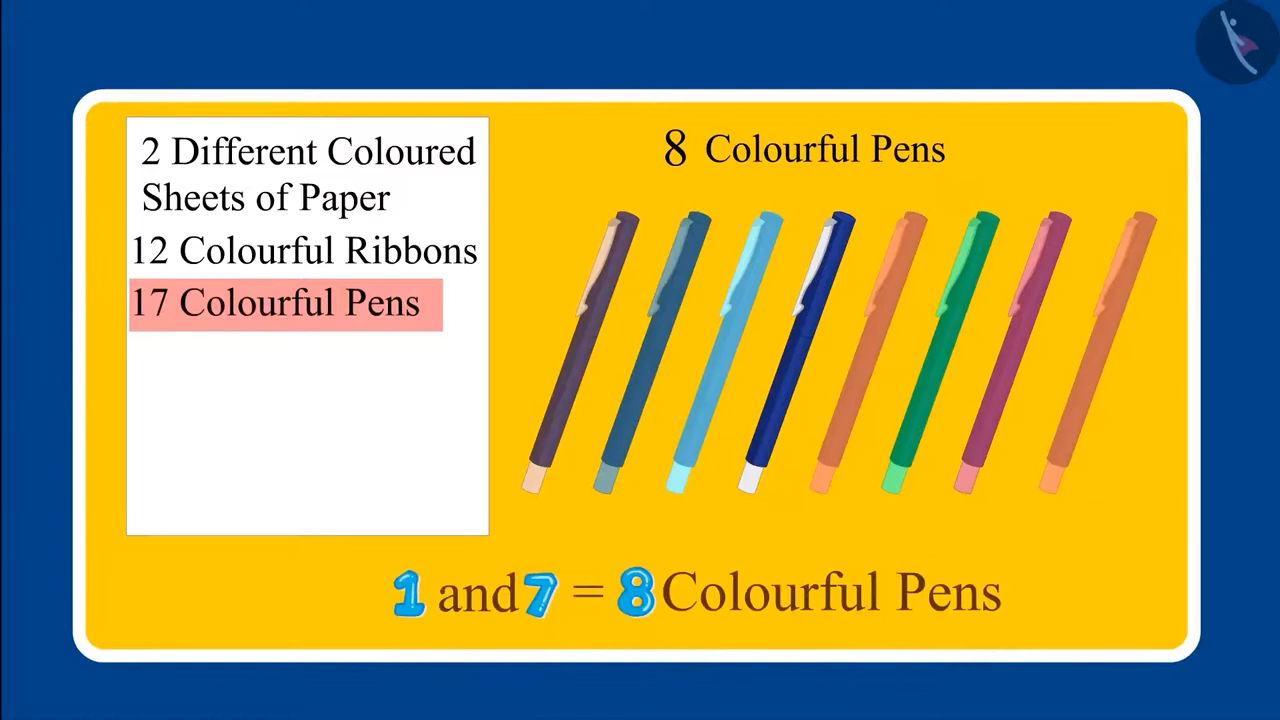 2 Different Coloured
Sheets of Paper
12 Colourful Ribbons
17 Colourful Pens
8 Colourful Pens
1 and 7 = 8 Colourful Pens